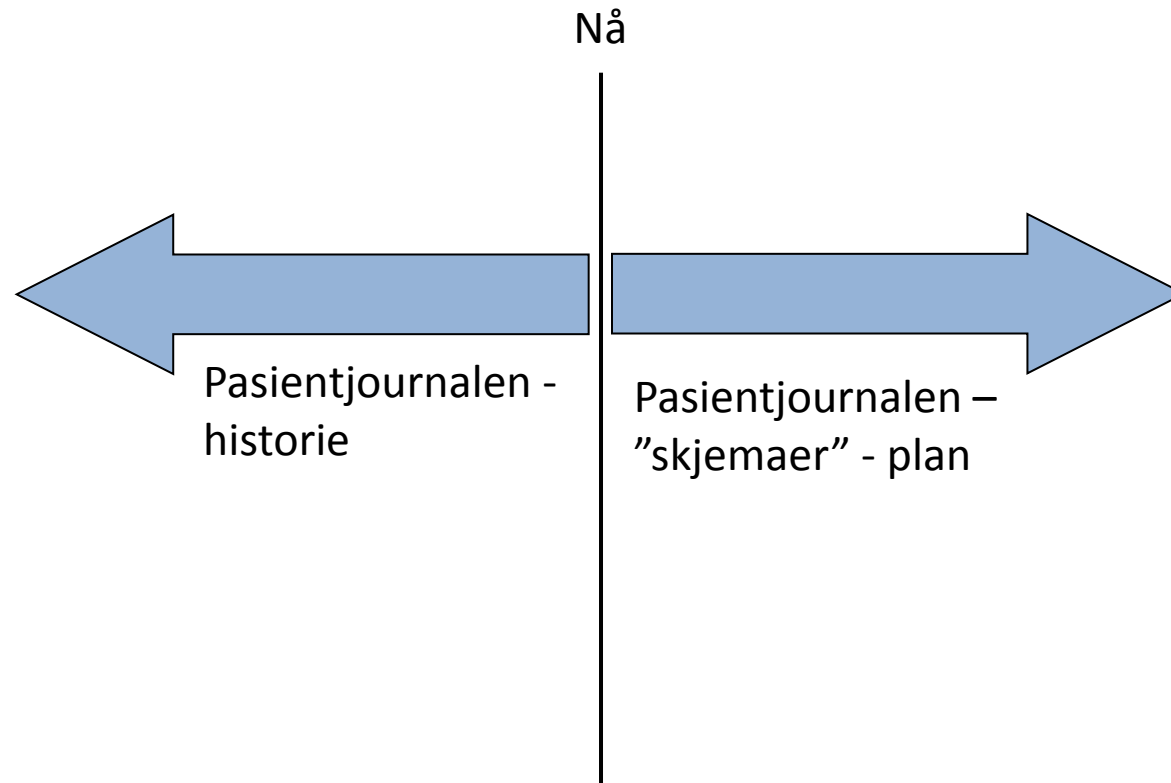 Nå
Pasientjournalen -
historie
Pasientjournalen –
”skjemaer” - plan